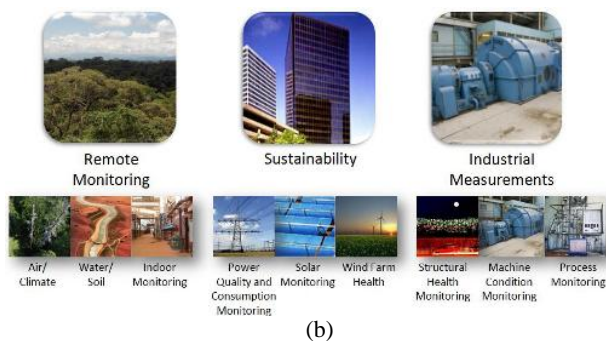 Remote
Monitoring
Sustainability
Industrial
Measurements
Air/
Climate
Water/
Soil
Indoor
Monitoring
Power
Quality and
Consumption
Monitoring
Solar
Monitoring
Wind Farm
Health
Structural
Health
Monitoring
Machine
Condition
Monitoring
Process
Monitoring
(b)